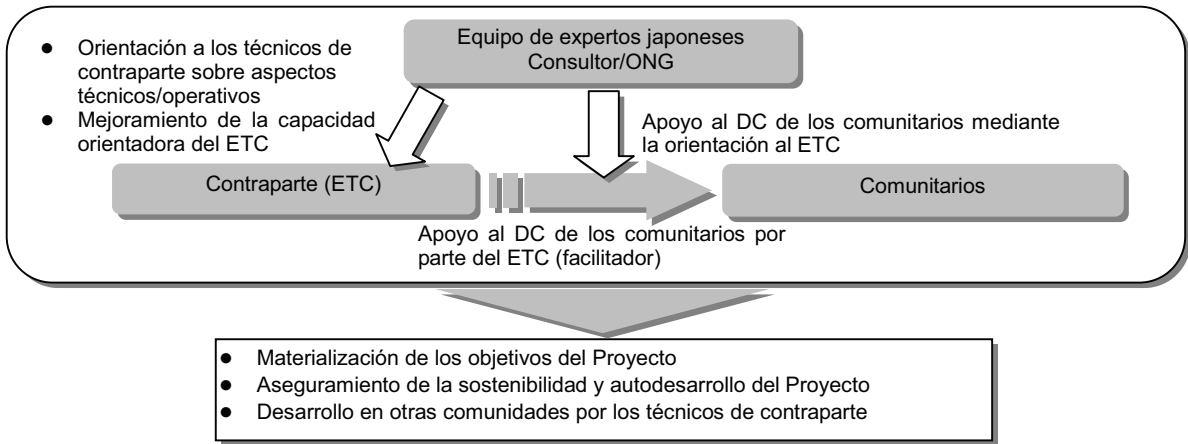 ● Orientación a los técnicos de
contraparte sobre aspectos
técnicos/operativos
● Mejoramiento de la capacidad
orientadora del ETC
Equipo de expertos japoneses
Consultor/ONG
Apoyo al DC de los comunitarios mediante
la orientación al ETC
Contraparte (ETC)
Comunitarios
Apoyo al DC de los comunitarios por
parte del ETC (facilitador)
● Materialización de los objetivos del Proyecto
● Aseguramiento de la sostenibilidad y autodesarrollo del Proyecto
● Desarrollo en otras comunidades por los técnicos de contraparte